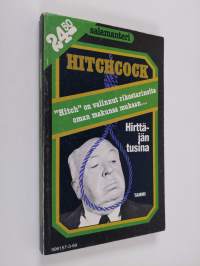 24,50
salamanteri
HITCHCOCK
"Hitch" on valinnut rikostarinoita
oman makunsa mukaan...
Hirttä-
jän
tusina
TAMMI